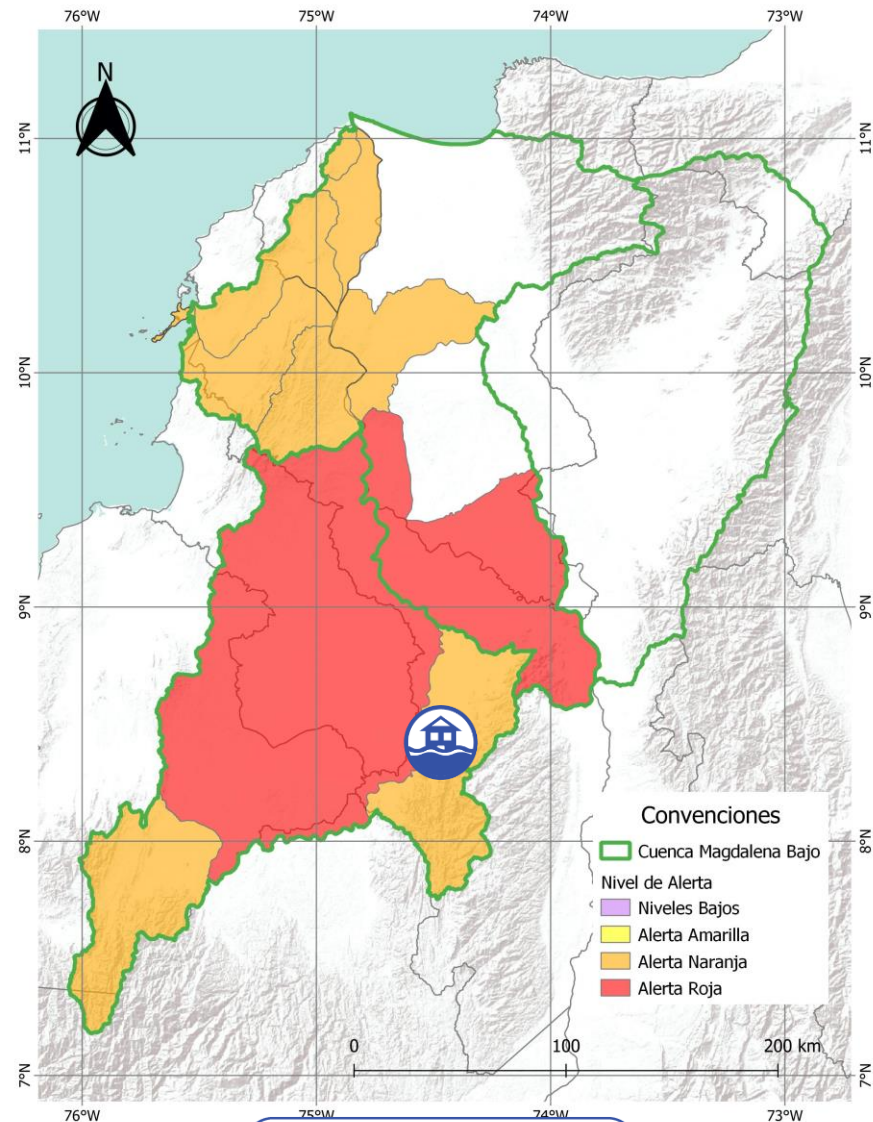 76°W 75°W 74°W 73°W
N
11°N 11°N
10°N 10°N
9°N 9°N
8°N 8°N
Convenciones
Cuenca Magdalena Bajo
Nivel de Alerta
Niveles Bajos
Alerta Amarilla
Alerta Naranja
Alerta Roja
0 100 200 km
7°N 7°N
76°W 75°W 74°W 73°W